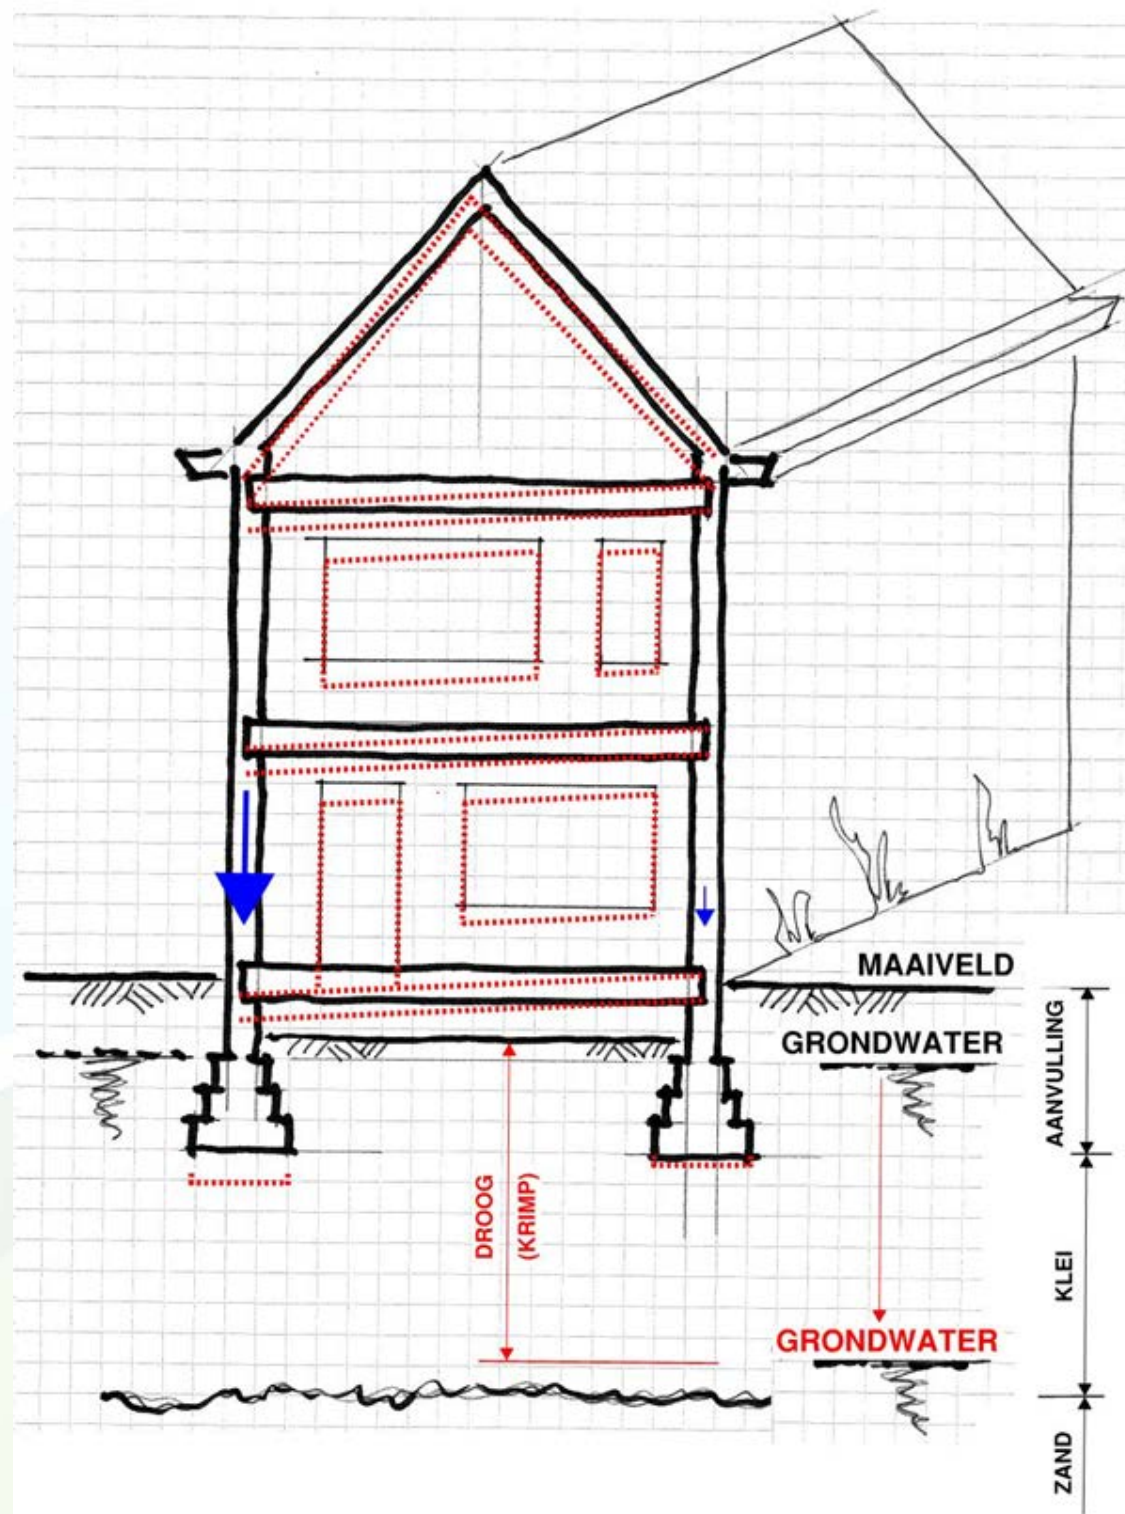 MAAIVELD
GRONDWATER
AANVULLING
DROOG
(KRIMP)
KLEI
GRONDWATER
ZAND